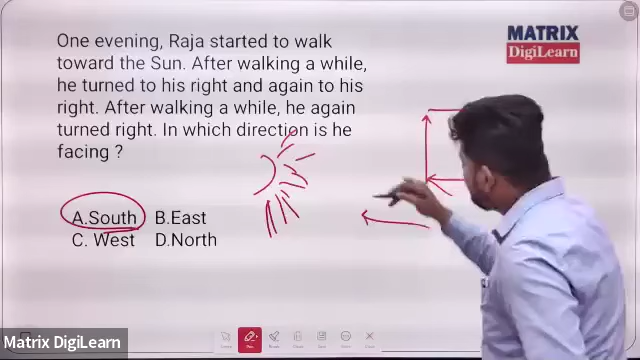 One evening, Raja started to walk
toward the Sun. After walking a while,
he turned to his right and again to his
right. After walking a while, he again
turned right. In which direction is he
facing ?
A.South B.East
C. West D.North
MATRIX
DigiLearn
Matrix DigiLearn